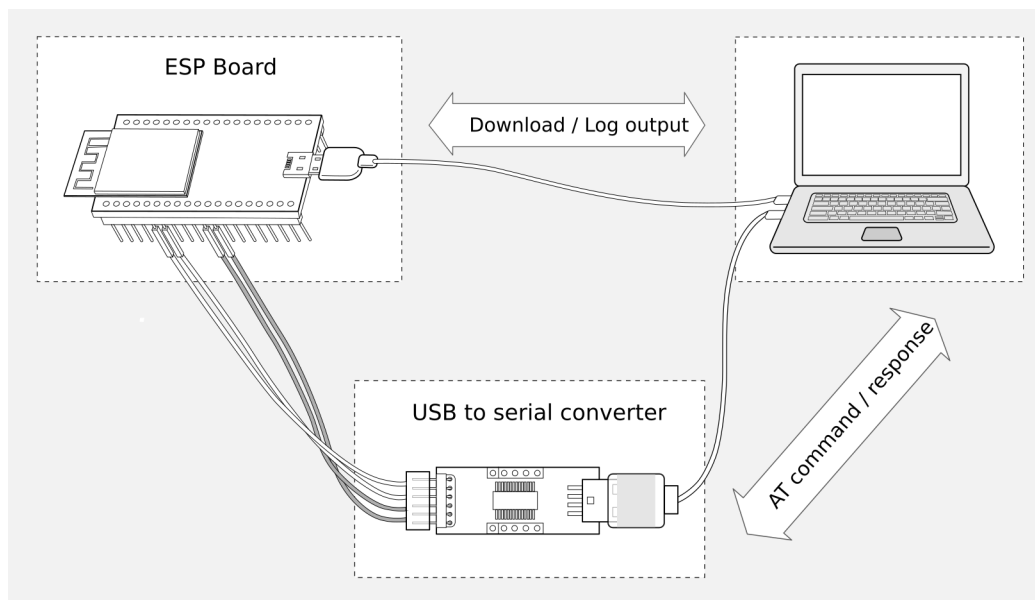 ESP Board
Download / Log output
USB to serial converter
AT command / response